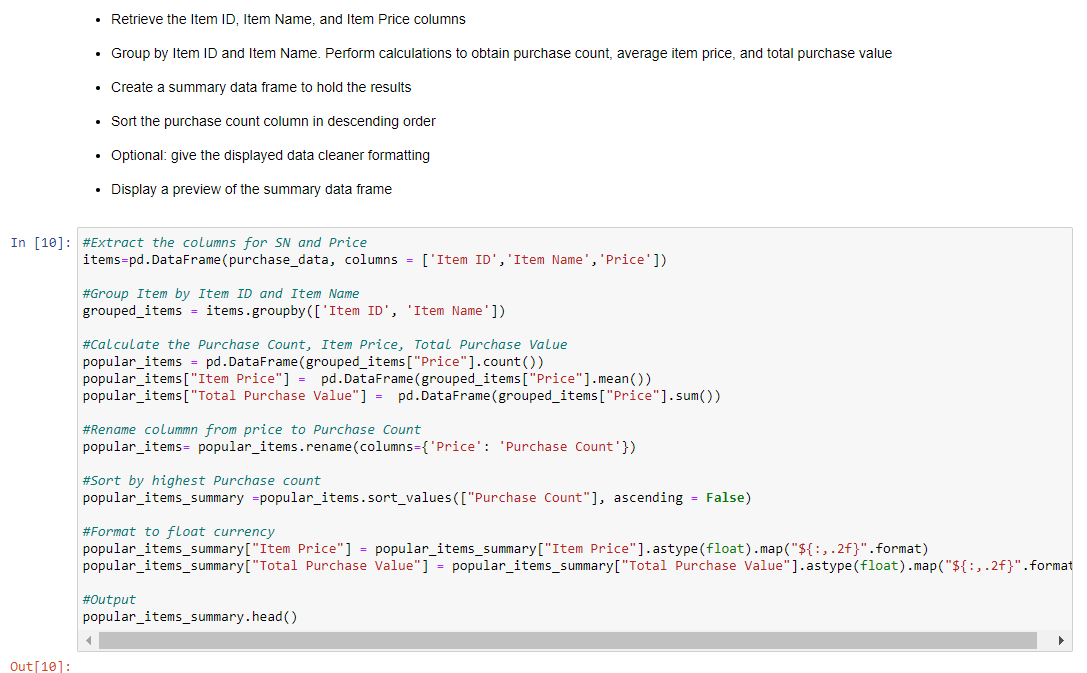 • Retrieve the Item ID, Item Name, and Item Price columns
• Group by Item ID and Item Name. Perform calculations to obtain purchase count, average item price, and total purchase value
• Create a summary data frame to hold the results
• Sort the purchase count column in descending order
• Optional: give the displayed data cleaner formatting
• Display a preview of the summary data frame
In [10]:
#Extract the columns for SN and Price
items=pd.DataFrame(purchase_data, columns = ['Item ID','Item Name','Price'])
#Group Item by Item ID and Item Name
grouped_items = items.groupby(['Item ID', 'Item Name'])
#Calculate the Purchase Count, Item Price, Total Purchase Value
popular_items = pd.DataFrame(grouped_items["Price"].count())
popular_items["Item Price"] =  pd.DataFrame(grouped_items["Price"].mean())
popular_items["Total Purchase Value"] =  pd.DataFrame(grouped_items["Price"].sum())
#Rename colummn from price to Purchase Count
popular_items= popular_items.rename(columns={'Price': 'Purchase Count'})
#Sort by highest Purchase count
popular_items_summary =popular_items.sort_values(["Purchase Count"], ascending = False)
#Format to float currency
popular_items_summary["Item Price"] = popular_items_summary["Item Price"].astype(float).map("${:,.2f}".format)
popular_items_summary["Total Purchase Value"] = popular_items_summary["Total Purchase Value"].astype(float).map("${:,.2f}".format
#Output
popular_items_summary.head()
Out[10]: